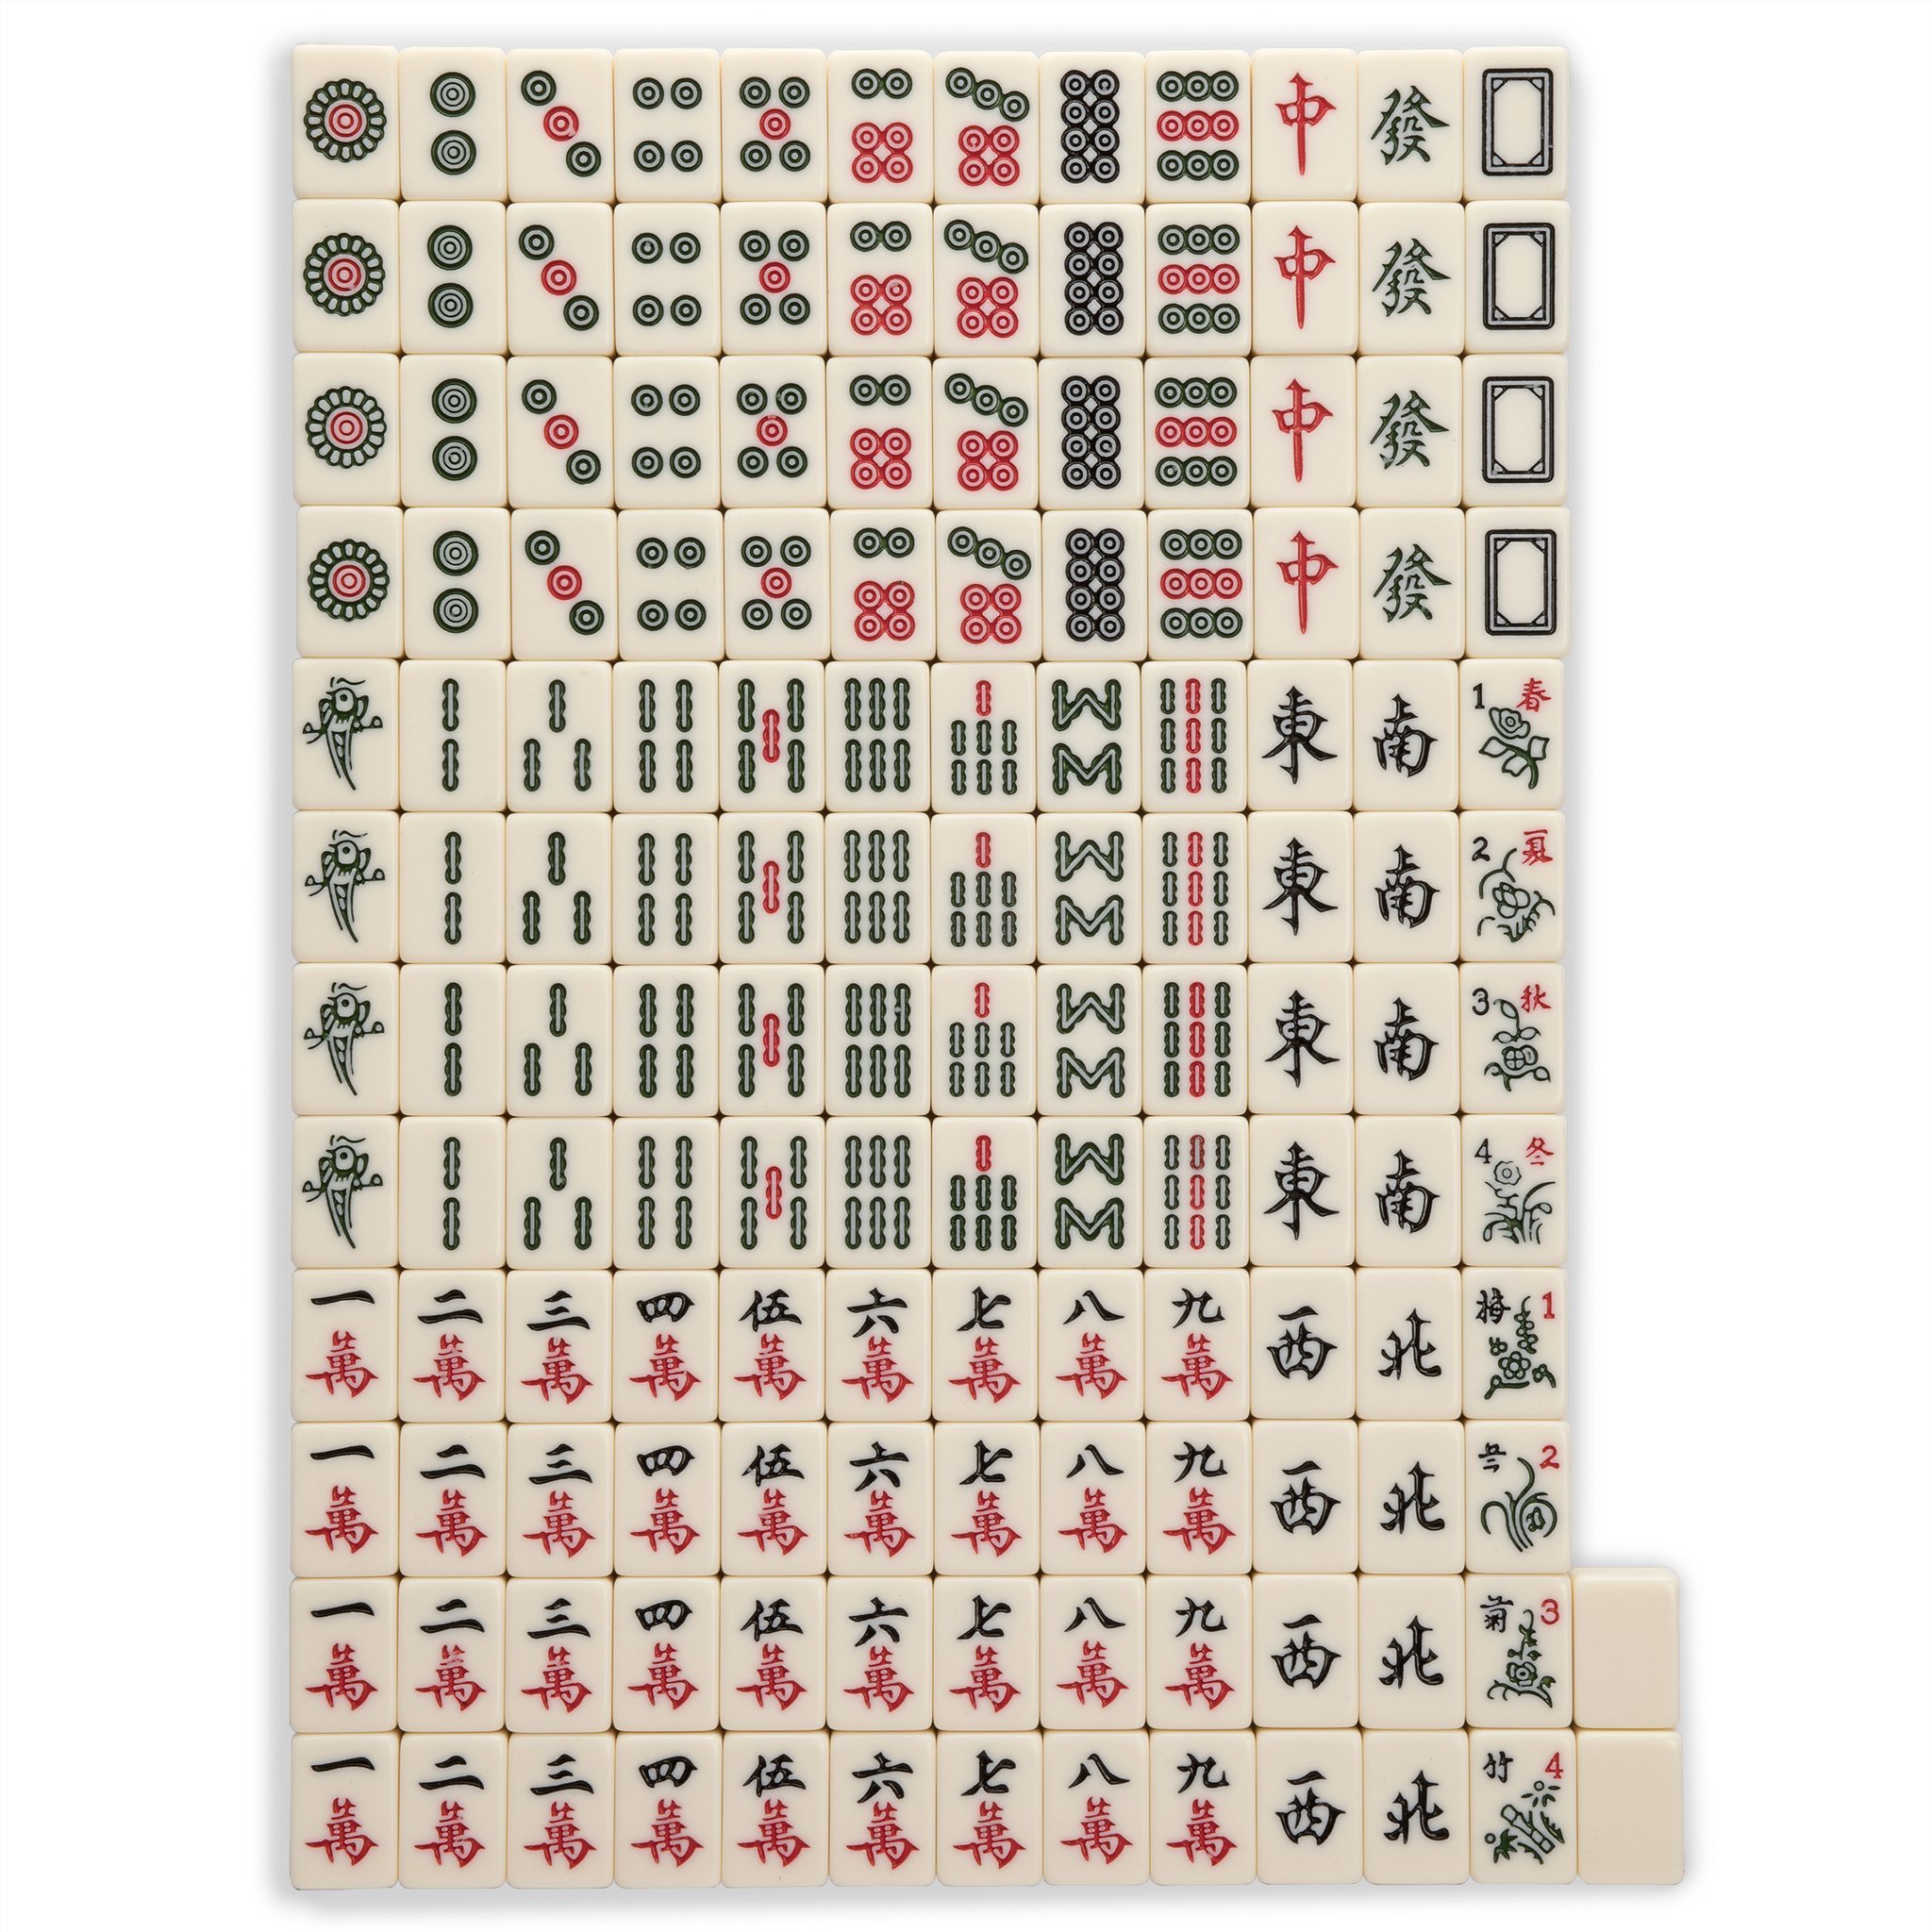 中 發
中 發
中 發
中 發
東 南 1 春
東 南 2 夏
東 南 3 秋
東 南 4 冬
一萬 二萬 三萬 四萬 伍萬 六萬 七萬 八萬 九萬 西 北 梅 1
一萬 二萬 三萬 四萬 伍萬 六萬 七萬 八萬 九萬 西 北 2
一萬 二萬 三萬 四萬 伍萬 六萬 七萬 八萬 九萬 西 北 菊 3
一萬 二萬 三萬 四萬 伍萬 六萬 七萬 八萬 九萬 西 北 竹 4